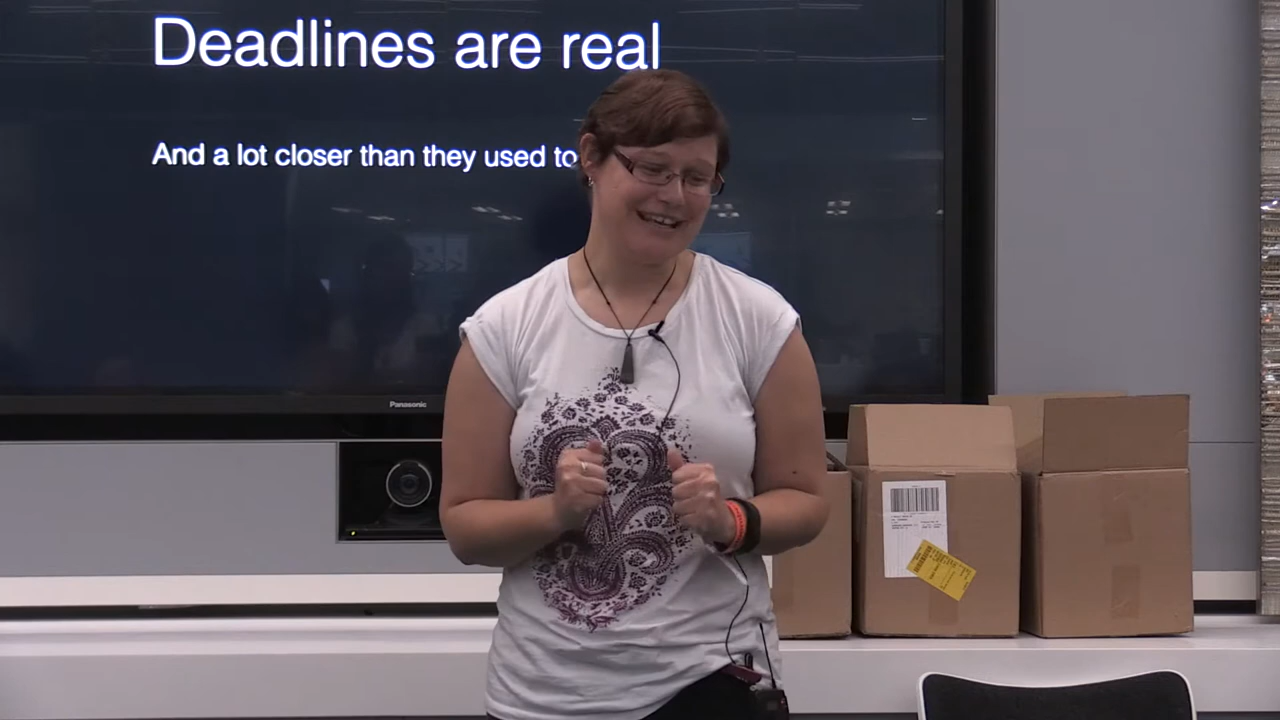 Deadlines are real
And a lot closer than they used to
Panasonic